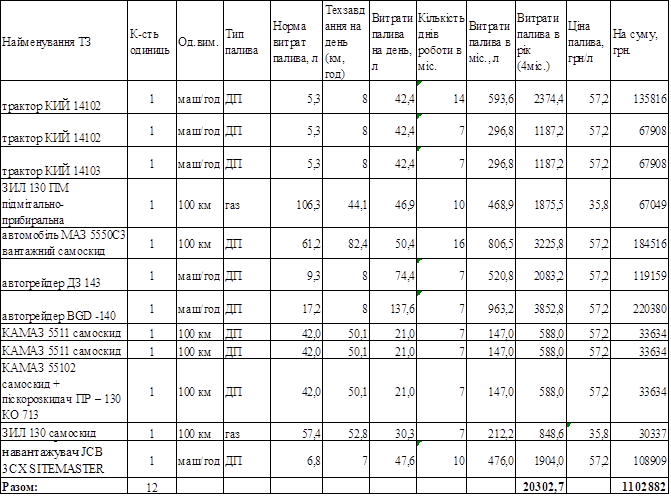 Найменування ТЗ | К-сть одиниць | Од.вим. | Тип палива | Норма витрат палива, л | Техзавдання на день (км, год) | Витрати палива на день, л | Кількість днів роботи в міс. | Витрати палива в міс., л | Витрати палива в рік (4міс.) | Ціна палива, грн/л | На суму, грн.
трактор КИЙ 14102 | 1 | маш/год | ДП | 5,3 | 8 | 42,4 | 14 | 593,6 | 2374,4 | 57,2 | 135816
трактор КИЙ 14102 | 1 | маш/год | ДП | 5,3 | 8 | 42,4 | 7 | 296,8 | 1187,2 | 57,2 | 67908
трактор КИЙ 14103 | 1 | маш/год | ДП | 5,3 | 8 | 42,4 | 7 | 296,8 | 1187,2 | 57,2 | 67908
ЗИЛ 130 ПМ підмітально-прибиральна | 1 | 100 км | газ | 106,3 | 44,1 | 46,9 | 10 | 468,9 | 1875,5 | 35,8 | 67049
автомобіль МАЗ 5550С3 вантажний самоскид | 1 | 100 км | ДП | 61,2 | 82,4 | 50,4 | 16 | 806,5 | 3225,8 | 57,2 | 184516
автогрейдер ДЗ 143 | 1 | маш/год | ДП | 9,3 | 8 | 74,4 | 7 | 520,8 | 2083,2 | 57,2 | 119159
автогрейдер BGD -140 | 1 | маш/год | ДП | 17,2 | 8 | 137,6 | 7 | 963,2 | 3852,8 | 57,2 | 220380
КАМАЗ 5511 самоскид | 1 | 100 км | ДП | 42,0 | 50,1 | 21,0 | 7 | 147,0 | 588,0 | 57,2 | 33634
КАМАЗ 5511 самоскид | 1 | 100 км | ДП | 42,0 | 50,1 | 21,0 | 7 | 147,0 | 588,0 | 57,2 | 33634
КАМАЗ 55102 самоскид + піскорозкидач ПР – 130 КО 713 | 1 | 100 км | ДП | 42,0 | 50,1 | 21,0 | 7 | 147,0 | 588,0 | 57,2 | 33634
ЗИЛ 130 самоскид | 1 | 100 км | газ | 57,4 | 52,8 | 30,3 | 7 | 212,2 | 848,6 | 35,8 | 30337
навантажувач JCB 3CX SITEMASTER | 1 | маш/год | ДП | 6,8 | 7 | 47,6 | 10 | 476,0 | 1904,0 | 57,2 | 108909
Разом: | 12 | 20302,7 | 1102882